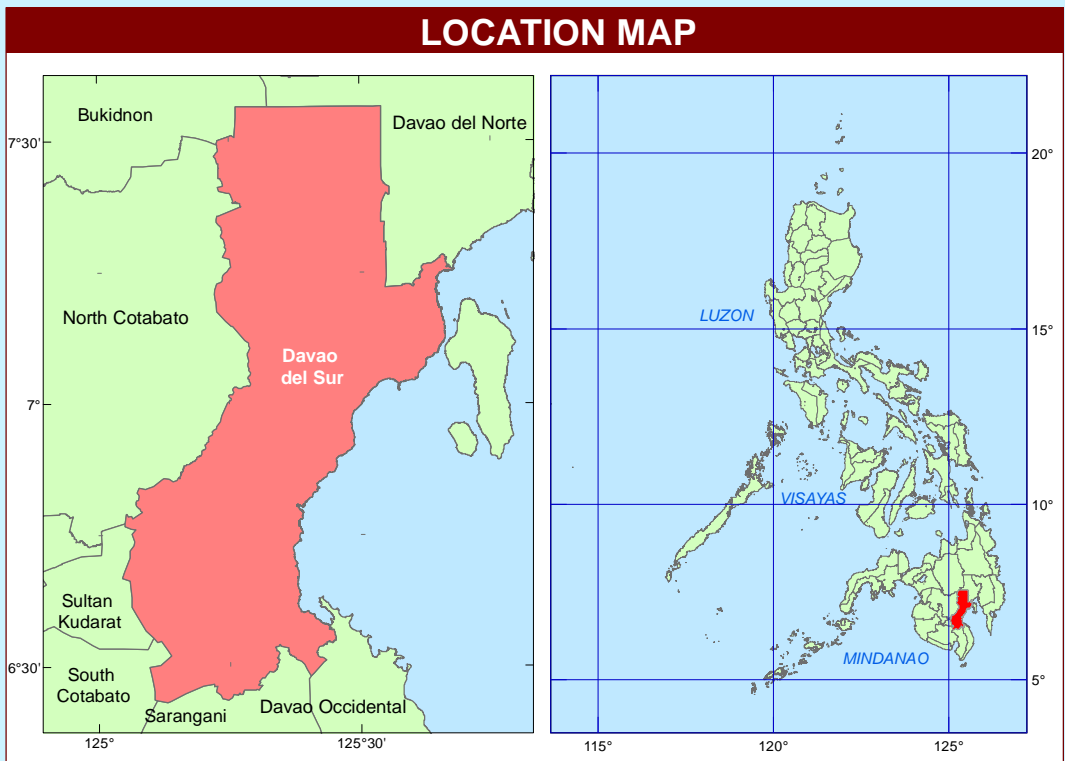 LOCATION MAP
Bukidnon
Davao del Norte
7°30'
North Cotabato
Davao
del Sur
7°
Sultan
Kudarat
6°30'
South
Cotabato
Sarangani
Davao Occidental
125°
125°30'
20°
LUZON
15°
VISAYAS
10°
MINDANAO
5°
115°
120°
125°